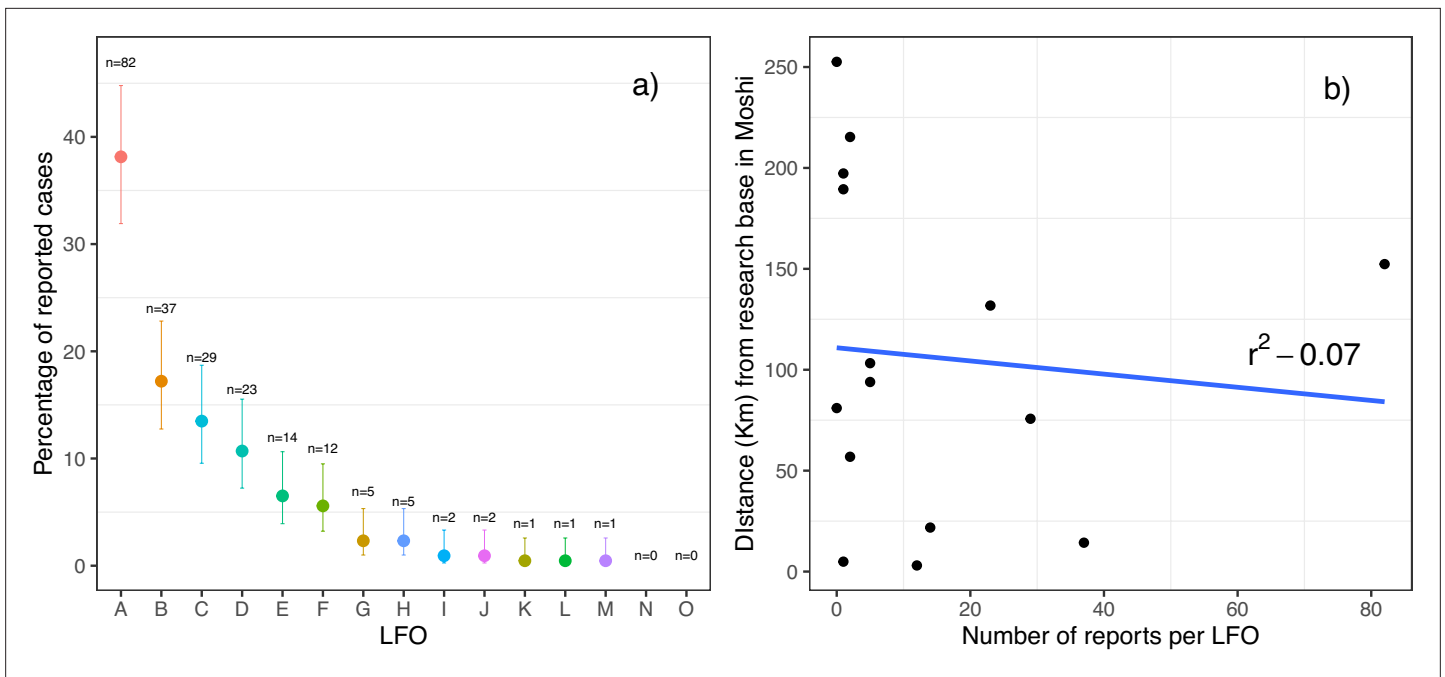 a)
n=82
n=37
n=29
n=23
n=14
n=12
n=5
n=5
n=2
n=2
n=1
n=1
n=1
n=0
n=0
Percentage of reported cases
40
30
20
10
0
A B C D E F G H I J K L M N O
LFO
b)
DIstance (Km) from research base in Moshi
250
200
150
100
50
0
r² – 0.07
0 20 40 60 80
Number of reports per LFO